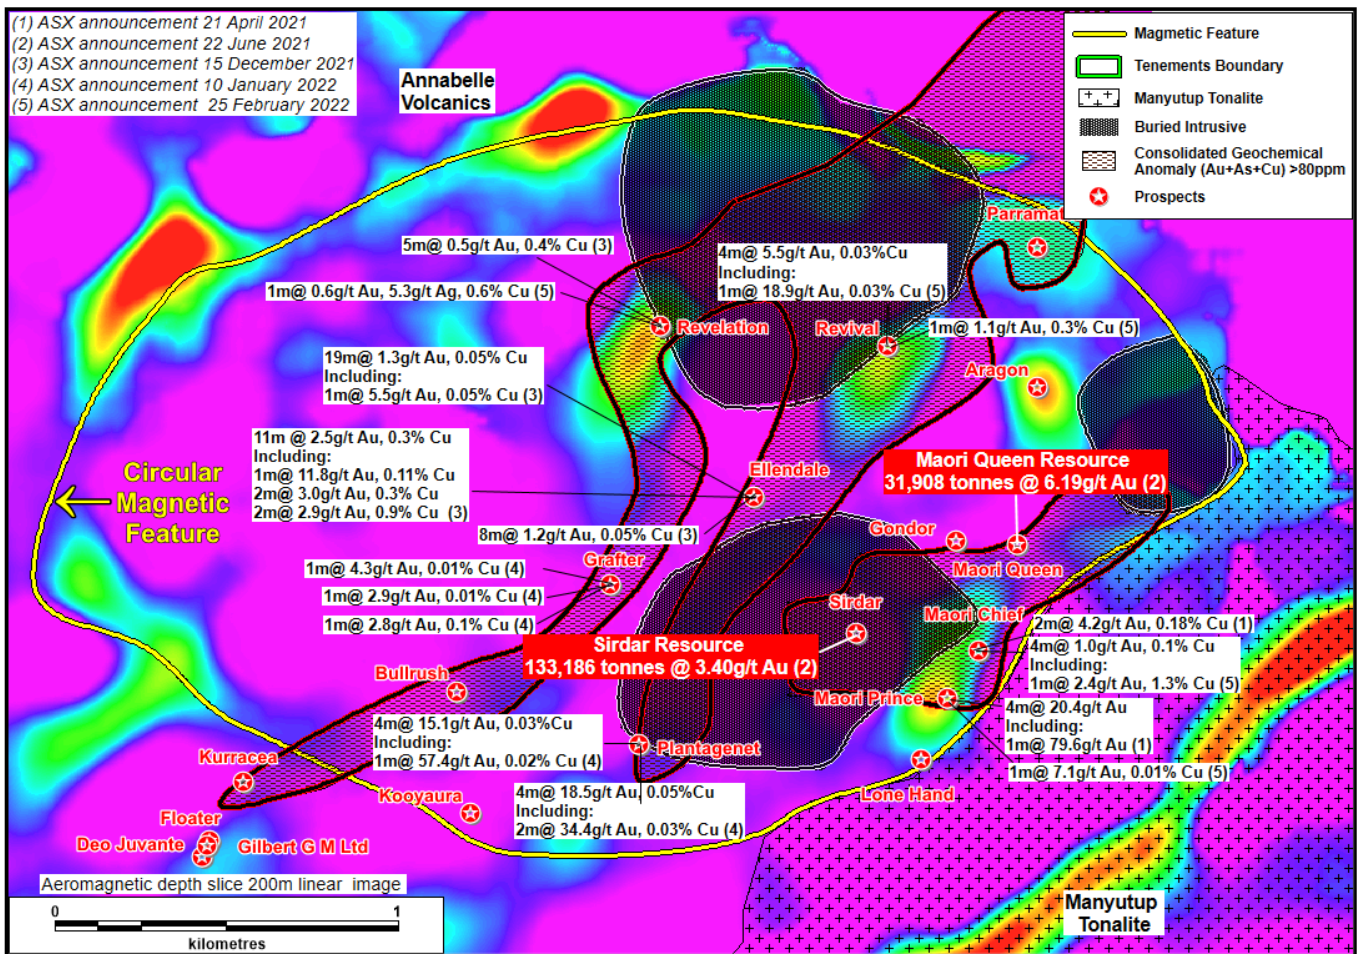 (1) ASX announcement 21 April 2021
(2) ASX announcement 22 June 2021
(3) ASX announcement 15 December 2021
(4) ASX announcement 10 January 2022
(5) ASX announcement 25 February 2022
Annabelle
Volcanics
Magmetic Feature
Tenements Boundary
Manyutup Tonalite
Buried Intrusive
Consolidated Geochemical
Anomaly (Au+As+Cu) >80ppm
Prospects
Parramat
5m@ 0.5g/t Au, 0.4% Cu (3)
4m@ 5.5g/t Au, 0.03%Cu
Including:
1m@ 18.9g/t Au, 0.03% Cu (5)
1m@ 0.6g/t Au, 5.3g/t Ag, 0.6% Cu (5)
Revelation
Revival
1m@ 1.1g/t Au, 0.3% Cu (5)
19m@ 1.3g/t Au, 0.05% Cu
Including:
1m@ 5.5g/t Au, 0.05% Cu (3)
Aragon
11m @ 2.5g/t Au, 0.3% Cu
Including:
1m@ 11.8g/t Au, 0.11% Cu
2m@ 3.0g/t Au, 0.3% Cu
2m@ 2.9g/t Au, 0.9% Cu (3)
Circular
Magmetic
Feature
Ellendale
Maori Queen Resource
31,908 tonnes @ 6.19g/t Au (2)
8m@ 1.2g/t Au, 0.05% Cu (3)
Gondor
Grafter
Maori Queen
1m@ 4.3g/t Au, 0.01% Cu (4)
1m@ 2.9g/t Au, 0.01% Cu (4)
1m@ 2.8g/t Au, 0.1% Cu (4)
Sirdar
Maori Chief
2m@ 4.2g/t Au, 0.18% Cu (1)
Sirdar Resource
133,186 tonnes @ 3.40g/t Au (2)
4m@ 1.0g/t Au, 0.1% Cu
Including:
1m@ 2.4g/t Au, 1.3% Cu (5)
Bullrush
Maori Prince
4m@ 20.4g/t Au
Including:
1m@ 79.6g/t Au (1)
4m@ 15.1g/t Au, 0.03%Cu
Including:
1m@ 57.4g/t Au, 0.02% Cu (4)
Plantagenet
Kurracea
1m@ 7.1g/t Au, 0.01% Cu (5)
Lone Hand
Kooyaura
4m@ 18.5g/t Au, 0.05%Cu
Including:
2m@ 34.4g/t Au, 0.03% Cu (4)
Floater
Deo Juvante
Gilbert G M Ltd
Aeromagnetic depth slice 200m linear image
0
1
kilometres
Manyutup
Tonalite